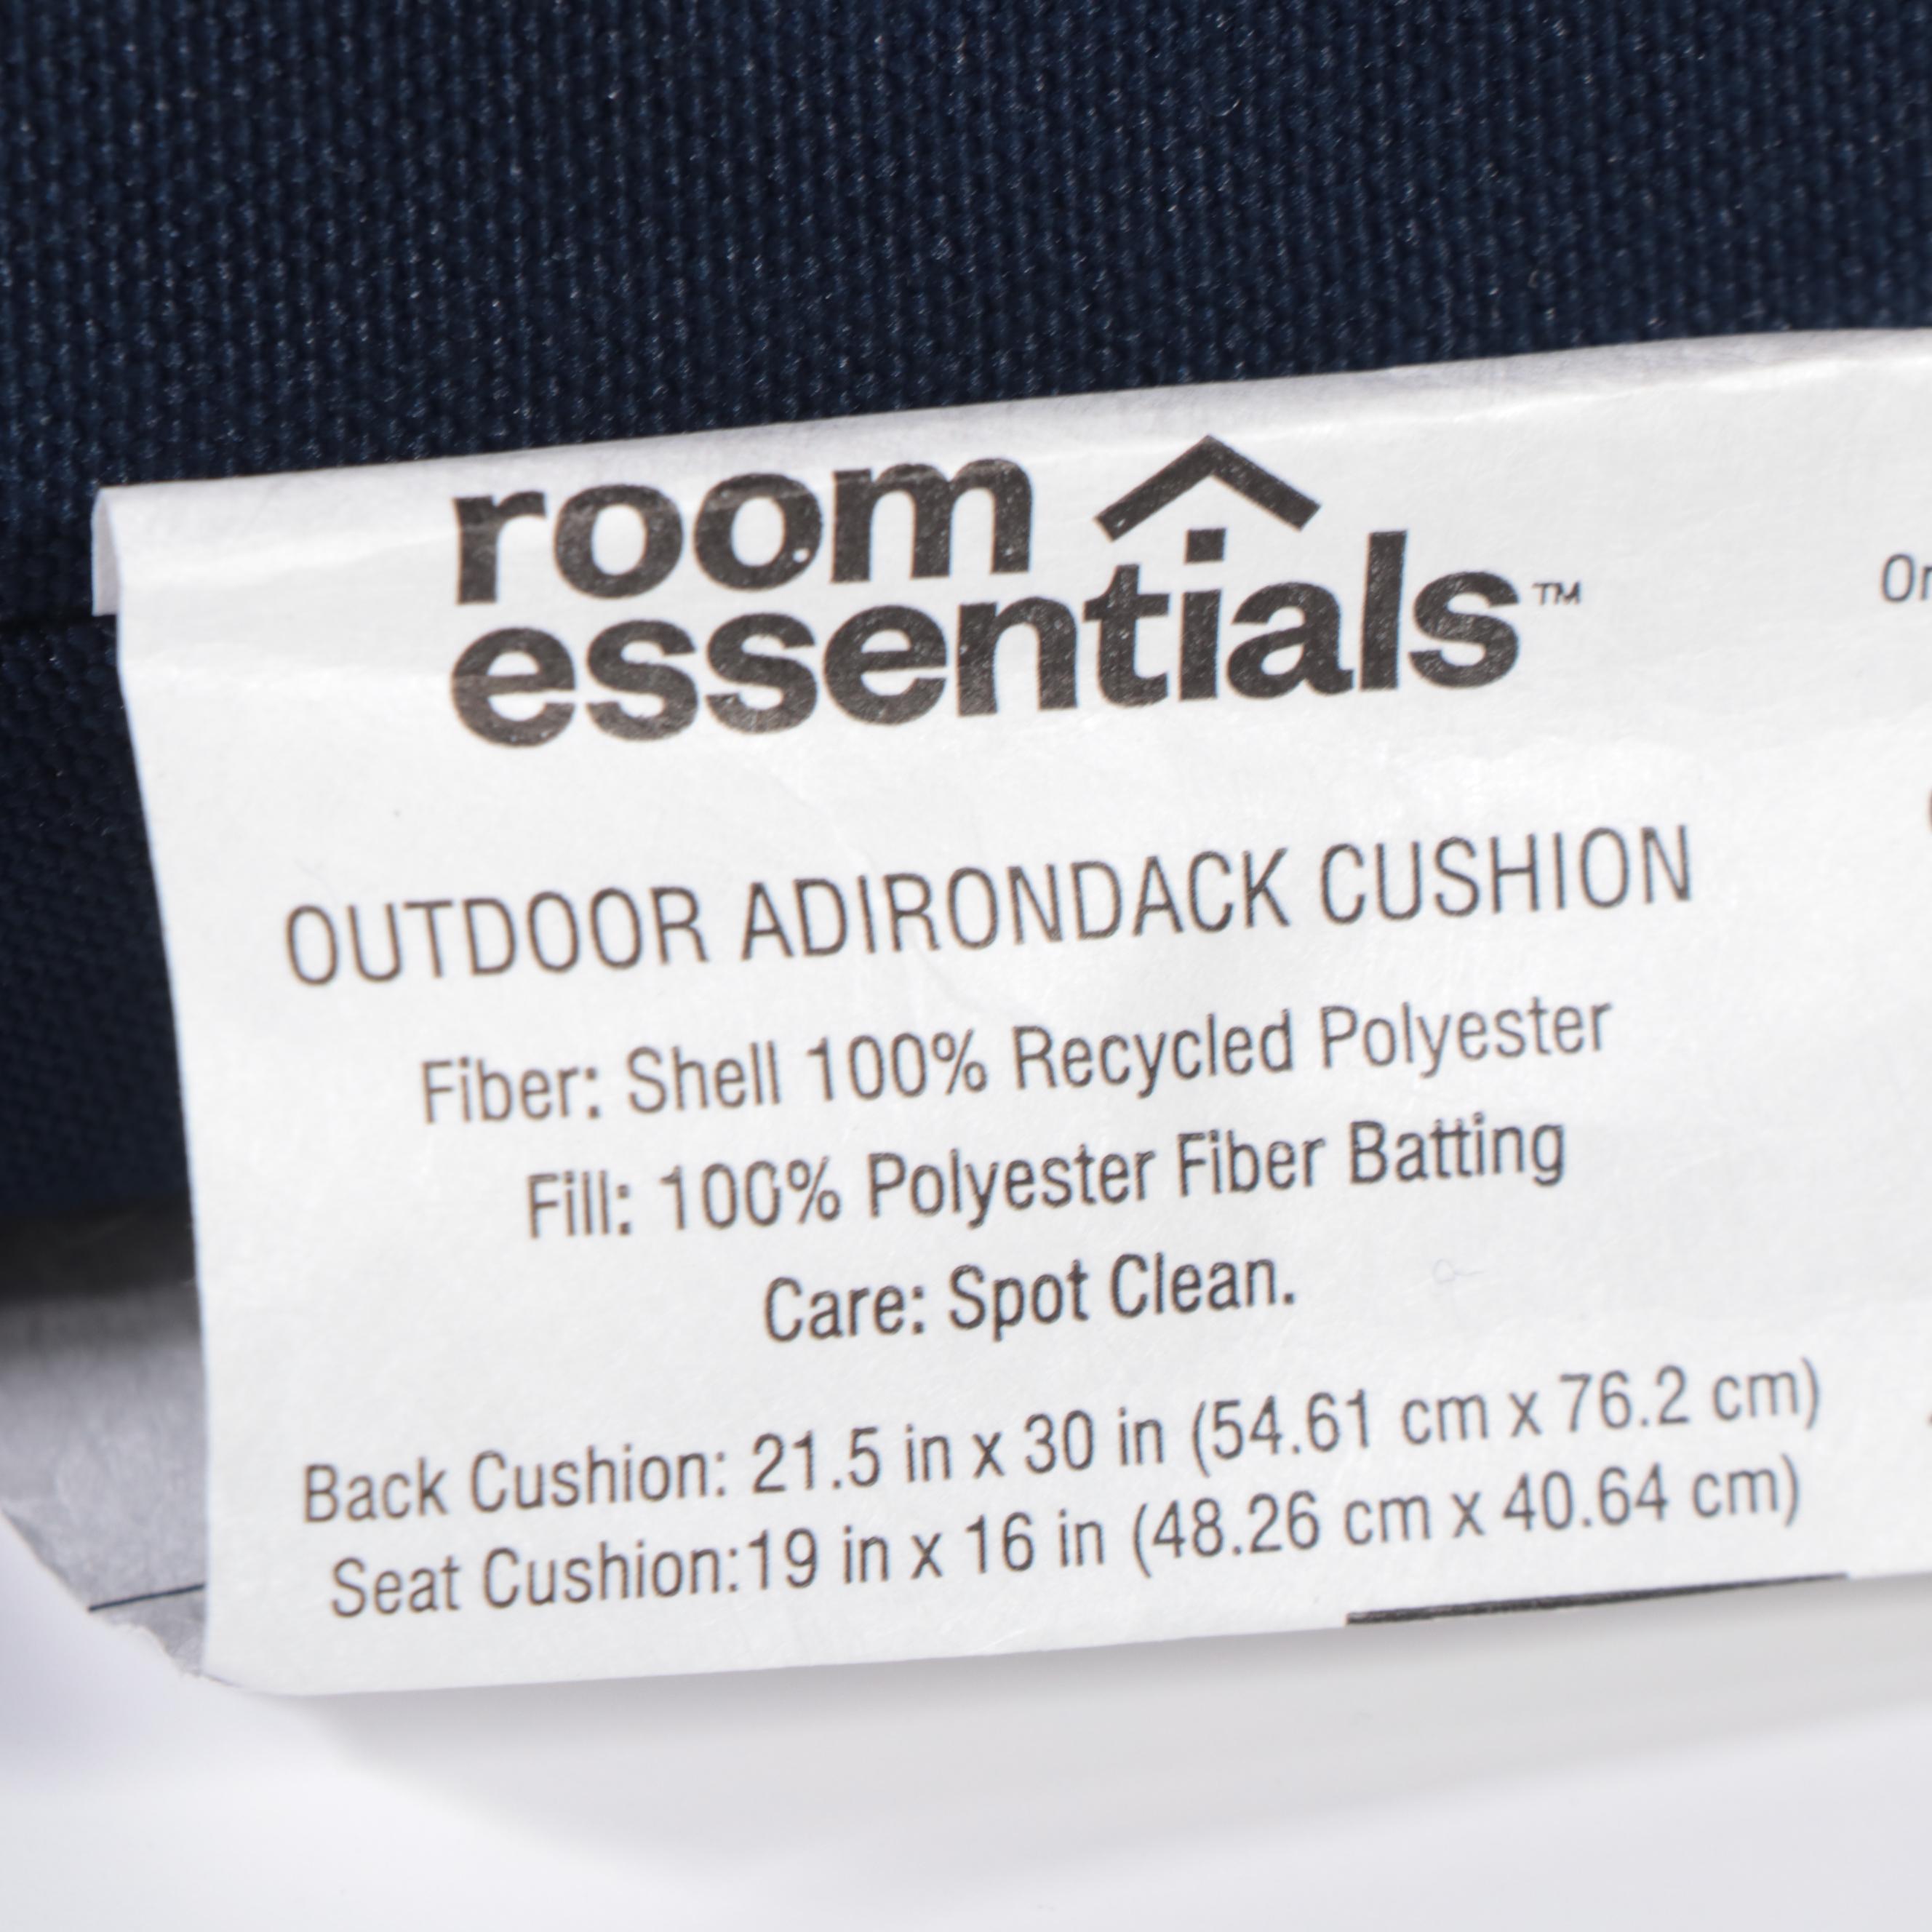 room
essentials™
OUTDOOR ADIRONDACK CUSHION
Fiber: Shell 100% Recycled Polyester
Fill: 100% Polyester Fiber Batting
Care: Spot Clean.
Back Cushion: 21.5 in x 30 in (54.61 cm x 76.2 cm)
Seat Cushion:19 in x 16 in (48.26 cm x 40.64 cm)